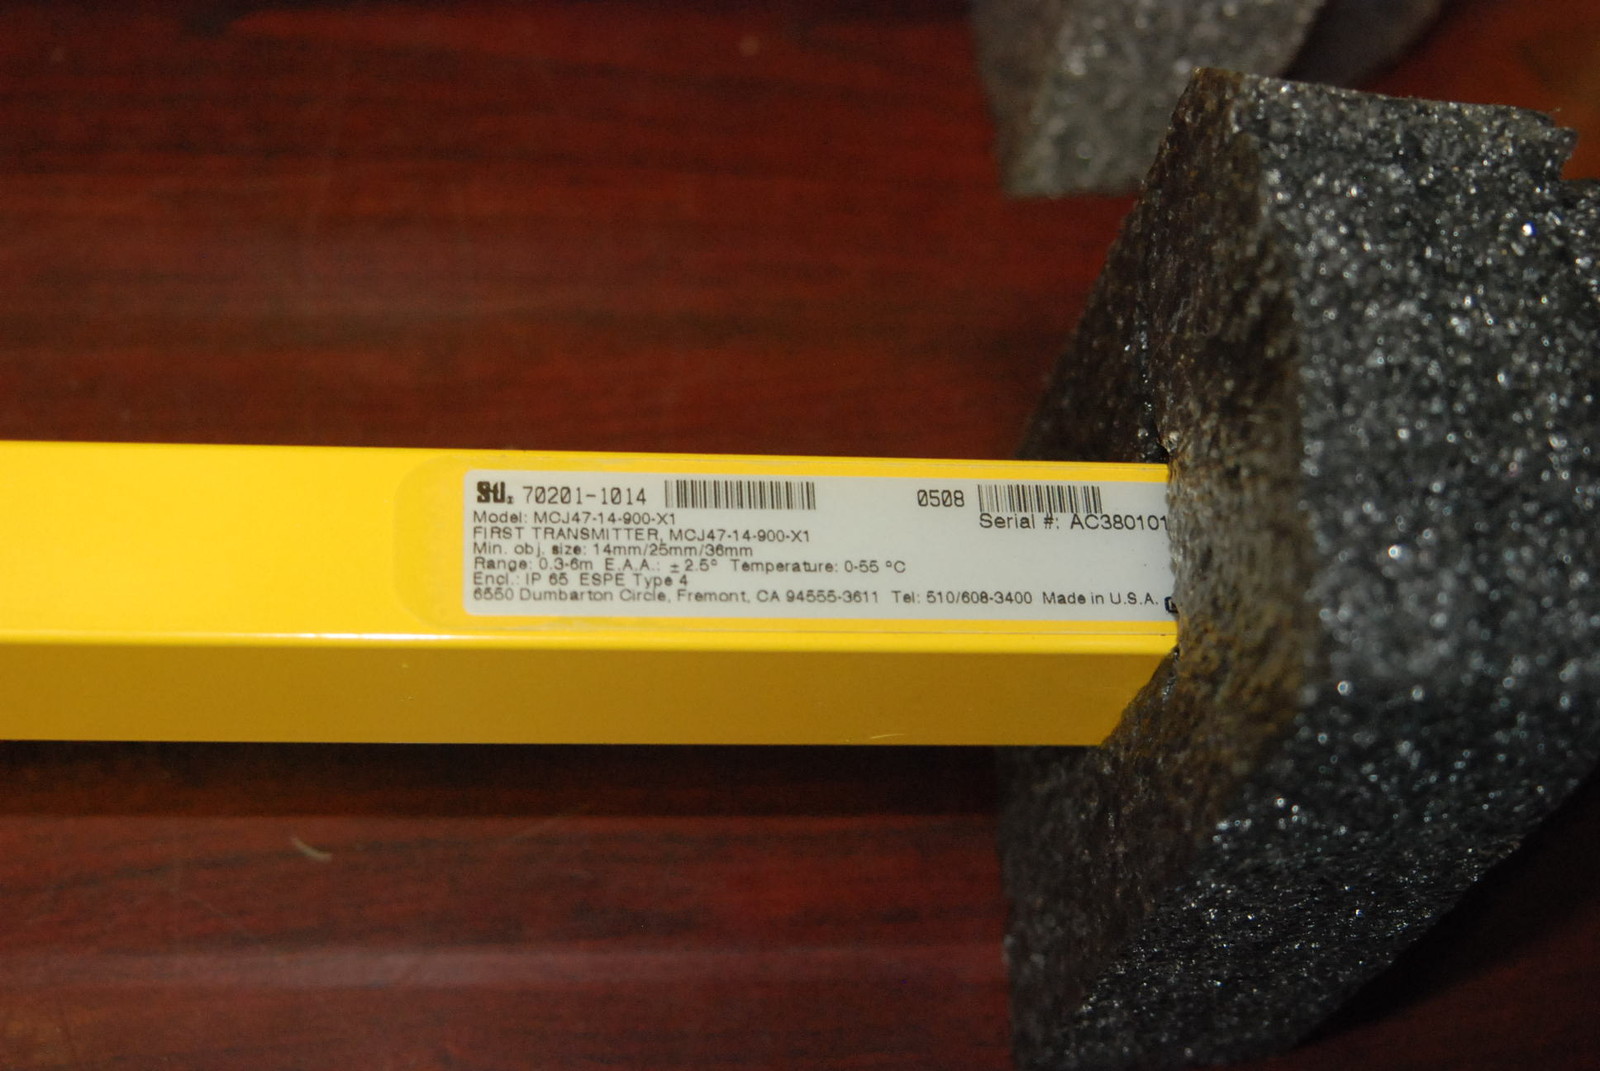 STI. 70201-1014 0508
Model: MCJ47-14-900-X1 Serial #: AC380101
FIRST TRANSMITTER, MCJ47-14-900-X1
Min. obj. size: 14mm/25mm/36mm
Range: 0.3-6m E.A.A.: ± 2.5° Temperature: 0-55 °C
Encl.: IP 65 ESPE Type 4
6550 Dumbarton Circle, Fremont, CA 94555-3611 Tel: 510/608-3400 Made in U.S.A.